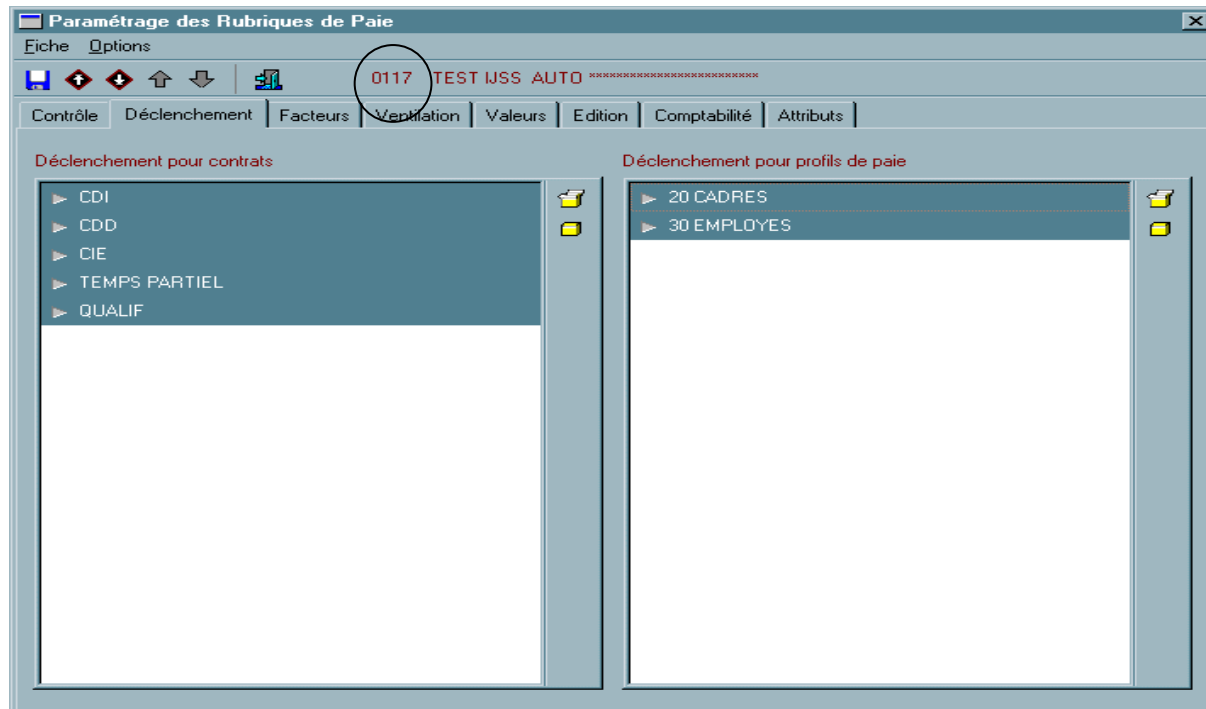 Paramétrage des Rubriques de Paie
Fiche Options
0117 TEST IJSS AUTO **************************
Contrôle Déclenchement Facteurs Ventilation Valeurs Edition Comptabilité Attributs
Déclenchement pour contrats Déclenchement pour profils de paie
CDI 20 CADRES
CDD 30 EMPLOYES
CIE
TEMPS PARTIEL
QUALIF